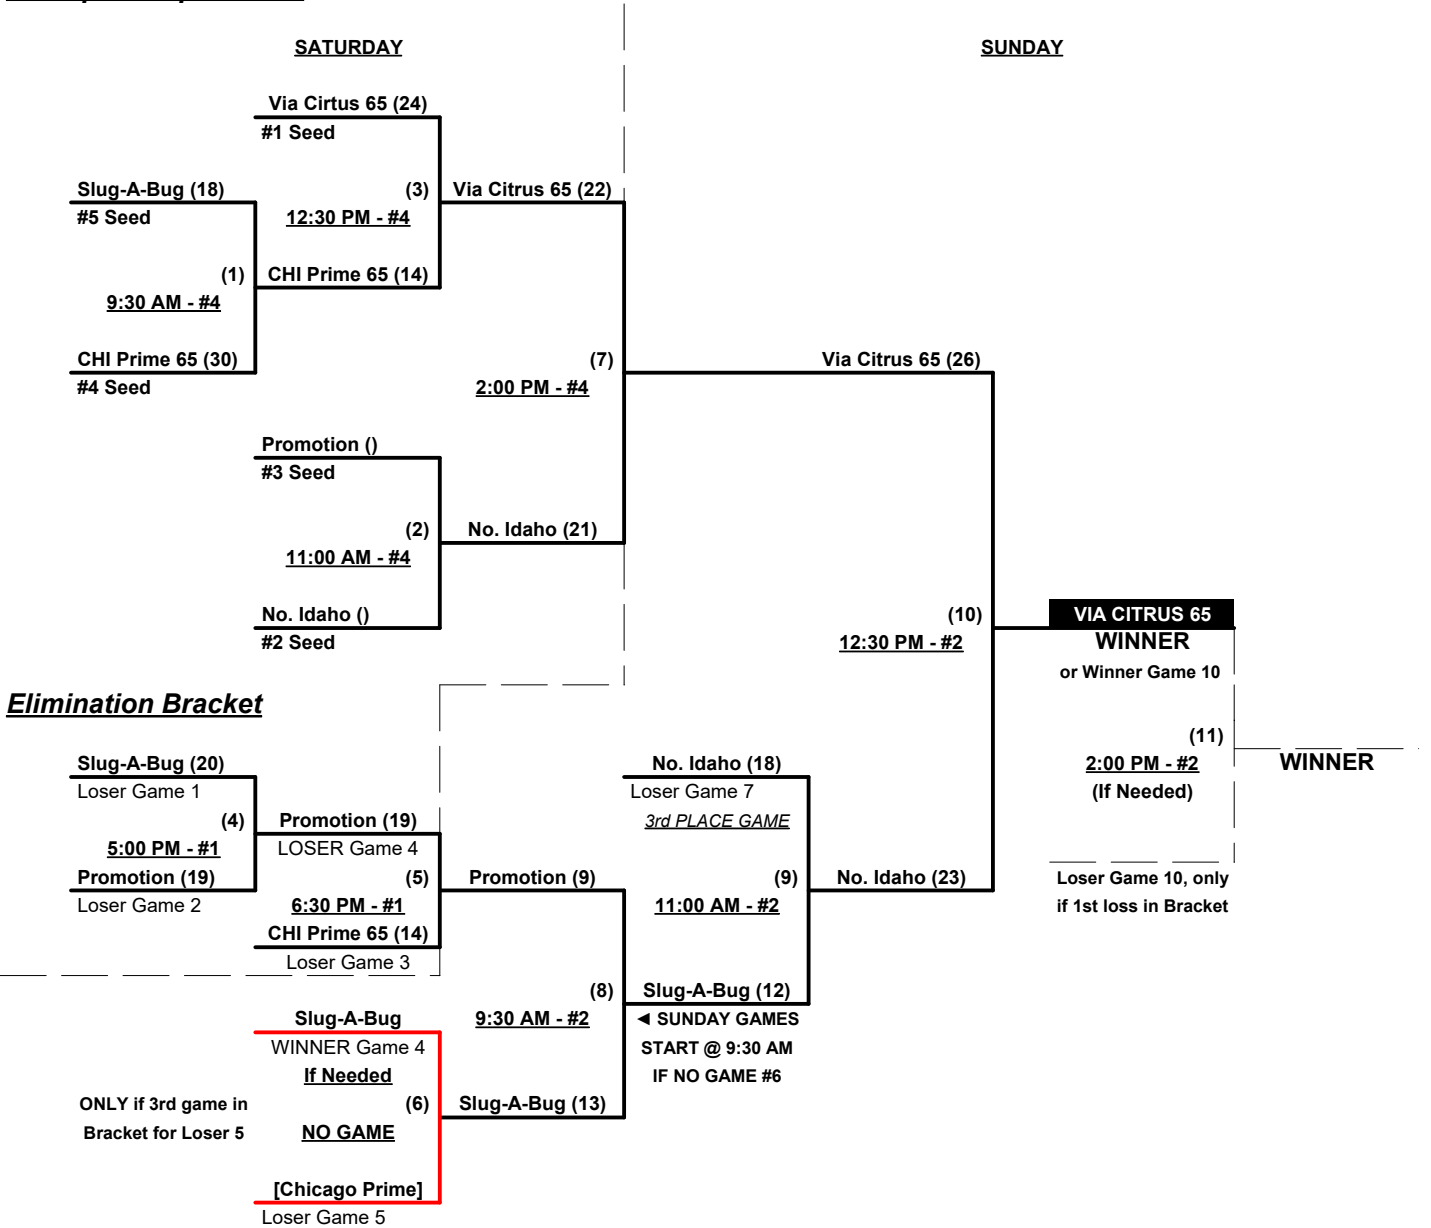 SATURDAY
SUNDAY
Via Cirtus 65 (24)
#1 Seed
Slug-A-Bug (18)
#5 Seed
(3)
12:30 PM - #4
Via Citrus 65 (22)
(1)
9:30 AM - #4
CHI Prime 65 (14)
CHI Prime 65 (30)
#4 Seed
(7)
2:00 PM - #4
Via Citrus 65 (26)
Promotion ()
#3 Seed
(2)
11:00 AM - #4
No. Idaho (21)
No. Idaho ()
#2 Seed
(10)
12:30 PM - #2
VIA CITRUS 65
WINNER
or Winner Game 10
(11)
2:00 PM - #2
(If Needed)
WINNER
Loser Game 10, only
if 1st loss in Bracket
Elimination Bracket
Slug-A-Bug (20)
Loser Game 1
(4)
5:00 PM - #1
Promotion (19)
Loser Game 2
Promotion (19)
LOSER Game 4
(5)
6:30 PM - #1
CHI Prime 65 (14)
Loser Game 3
Promotion (9)
No. Idaho (18)
Loser Game 7
3rd PLACE GAME
(9)
11:00 AM - #2
No. Idaho (23)
(8)
9:30 AM - #2
Slug-A-Bug (12)
◄ SUNDAY GAMES
START @ 9:30 AM
IF NO GAME #6
Slug-A-Bug
WINNER Game 4
If Needed
(6)
NO GAME
ONLY if 3rd game in
Bracket for Loser 5
Slug-A-Bug (13)
[Chicago Prime]
Loser Game 5